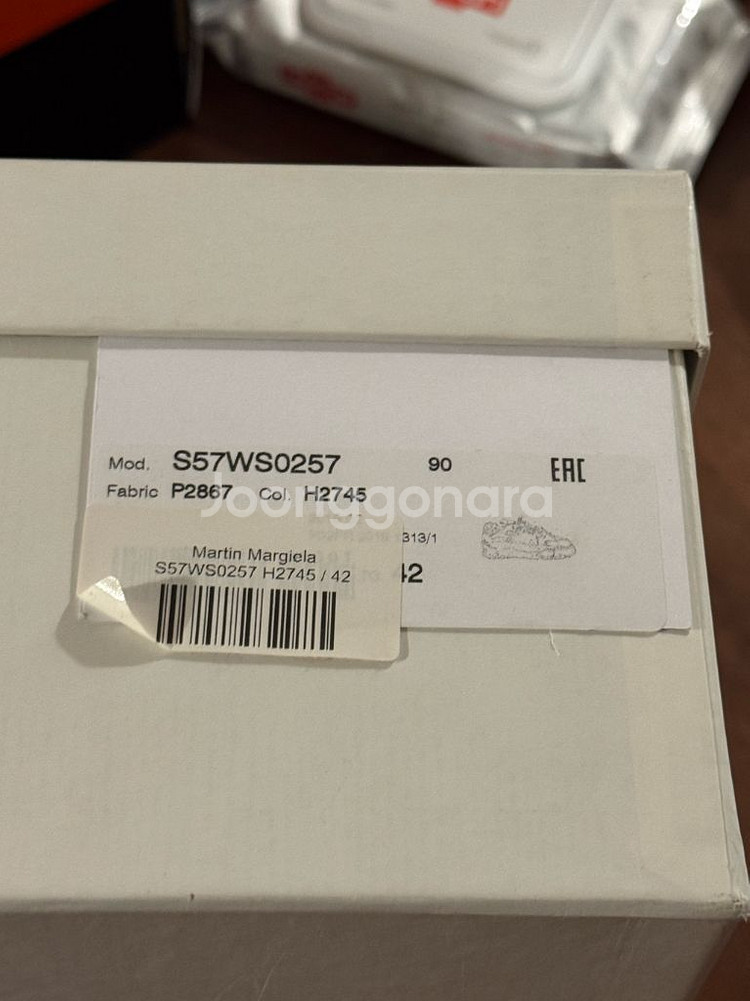 Mod. S57WS0257 90 EAC
Fabric P2867 Col. H2745
Joonggonara
313/1
Martin Margiela
S57WS0257 H2745 / 42
42